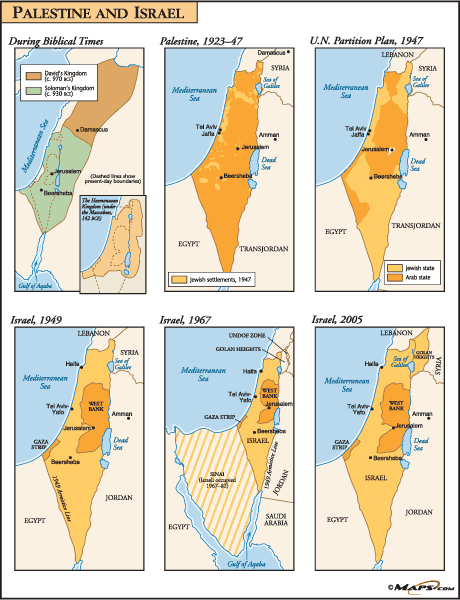 PALESTINE AND ISRAEL
During Biblical Times
David's Kingdom
(c. 970 BCE)
Soloman's Kingdom
(c. 930 BCE)
Mediterranean Sea
Damascus
Jerusalem
Beersheba
(Dashed lines show
present-day boundaries)
The Hasmonean
Kingdom (under
the Maccabees,
142 BCE)
Gulf of Aqaba
Palestine, 1923–47
Damascus
SYRIA
Mediterranean
Sea
Sea of
Galilee
Tel Aviv
Jaffa
Amman
Jerusalem
Dead
Sea
Beersheba
EGYPT
TRANSJORDAN
Jewish settlements, 1947
U.N. Partition Plan, 1947
LEBANON
SYRIA
Mediterranean
Sea
Sea of
Galilee
Tel Aviv
Jaffa
Amman
Jerusalem
Dead
Sea
Beersheba
TRANSJORDAN
EGYPT
Jewish state
Arab state
Israel, 1949
LEBANON
SYRIA
Haifa
Sea of
Galilee
Mediterranean
Sea
WEST
BANK
Tel Aviv-
Yafo
Amman
Jerusalem
GAZA
STRIP
Dead
Sea
Beersheba
1949 Armistice Line
JORDAN
EGYPT
Israel, 1967
UNDOF ZONE
GOLAN HEIGHTS
Haifa
Mediterranean
Sea
WEST
BANK
Tel Aviv-
Yafo
Jerusalem
GAZA STRIP
Beersheba
ISRAEL
1949 Armistice Line
JORDAN
SINAI
(Israeli occupied
1967–82)
SAUDI
ARABIA
EGYPT
Gulf of Aqaba
Israel, 2005
LEBANON
GOLAN
HEIGHTS
SYRIA
Haifa
Sea of
Galilee
Mediterranean
Sea
WEST
BANK
Tel Aviv-
Yafo
Amman
Jerusalem
GAZA
STRIP
Dead
Sea
Beersheba
ISRAEL
JORDAN
EGYPT
©MAPS.COM